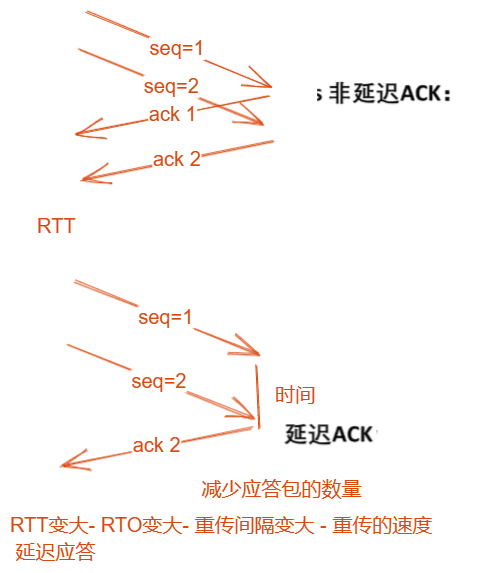 seq=1
seq=2
s 非延迟ACK：
ack 1
ack 2
RTT
seq=1
seq=2
时间
ack 2
延迟ACK
减少应答包的数量
RTT变大- RTO变大- 重传间隔变大 - 重传的速度
延迟应答